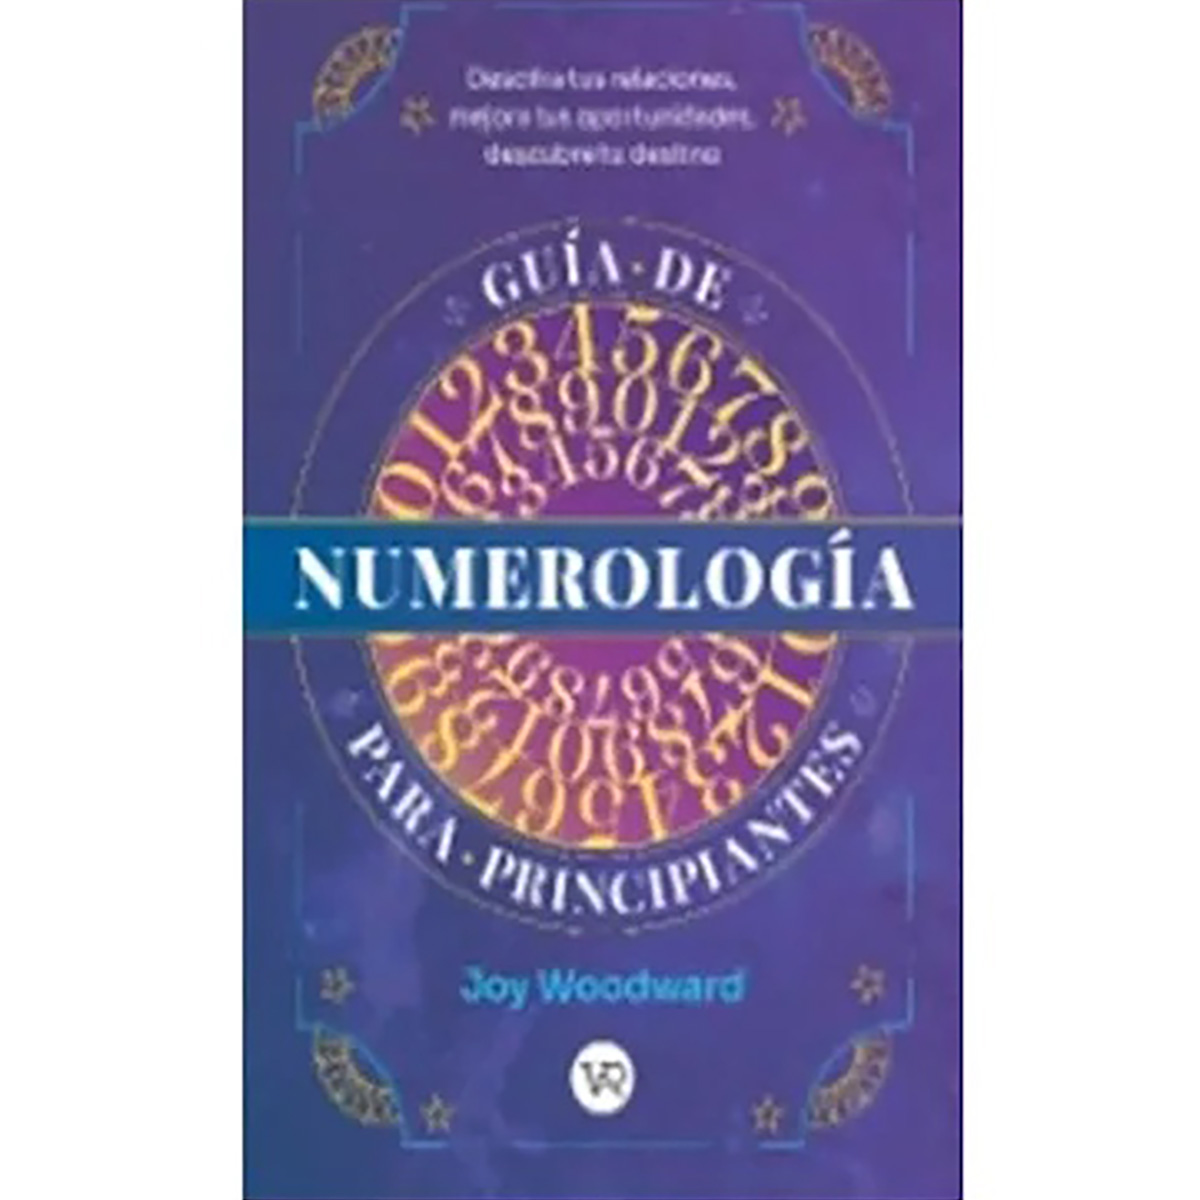 Descifra tus relaciones,
mejora tus oportunidades,
descubre tu destino
GUÍA · DE
NUMEROLOGÍA
PARA · PRINCIPIANTES
Joy Woodward
VR